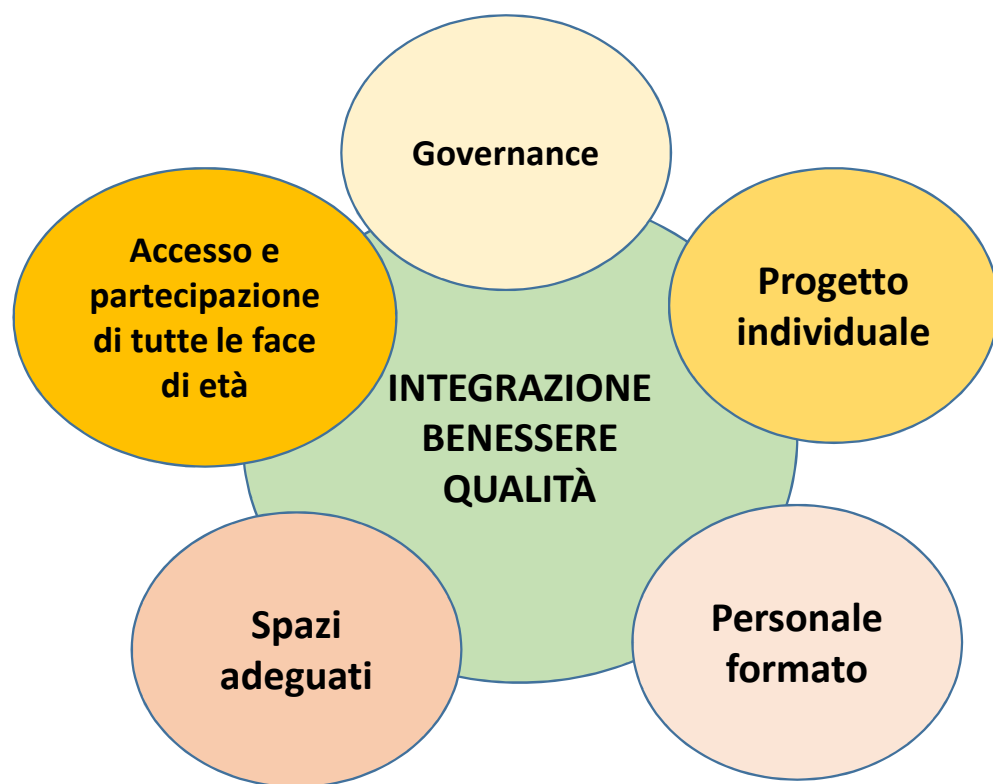 Governance
Accesso e
partecipazione
di tutte le face
di età
Progetto
individuale
INTEGRAZIONE
BENESSERE
QUALITÀ
Spazi
adeguati
Personale
formato